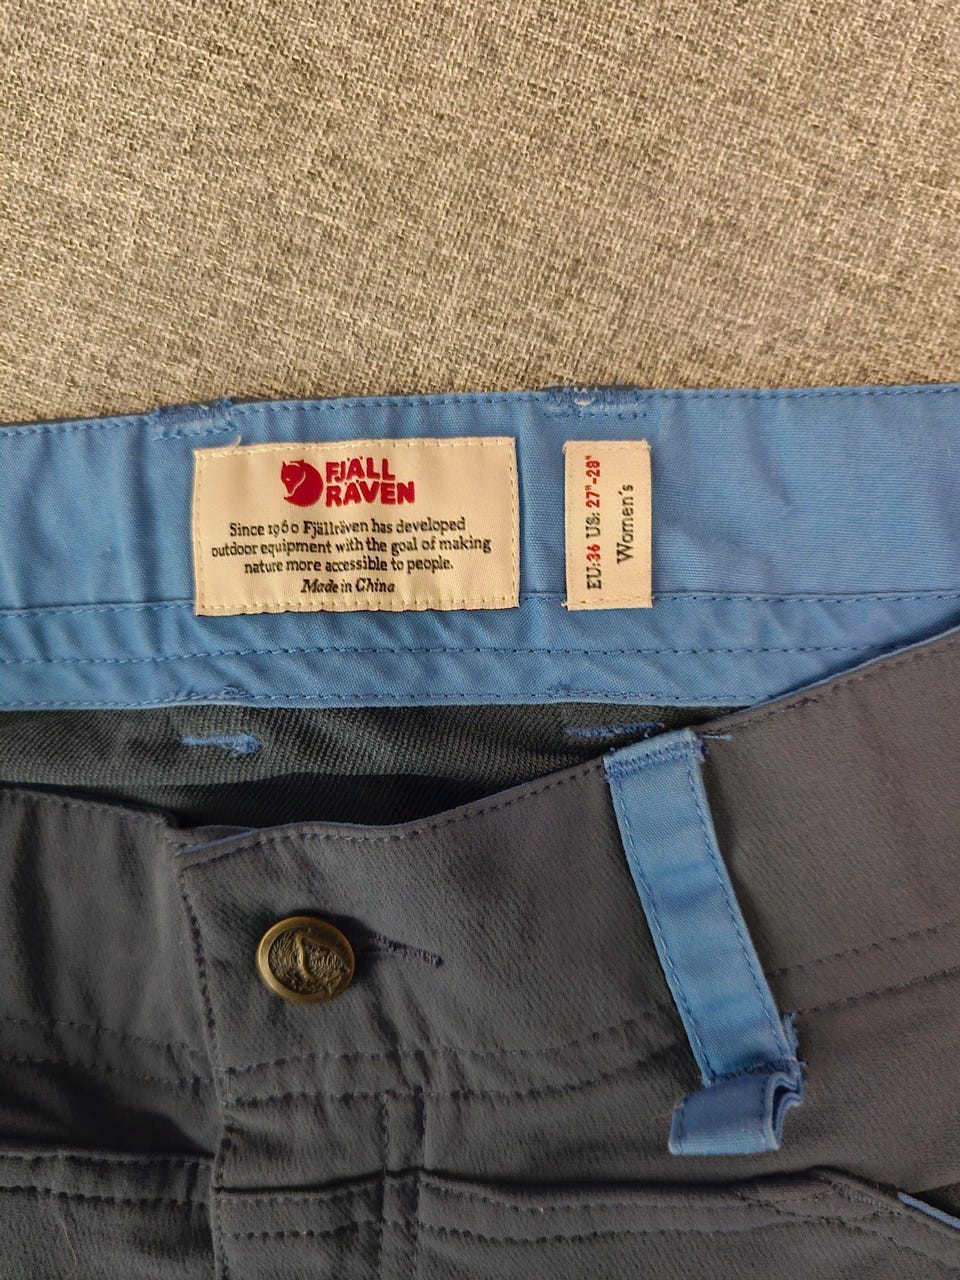 FJÄLL
RÄVEN
Since 1960 Fjällräven has developed
outdoor equipment with the goal of making
nature more accessible to people.
Made in China
EU:36 US: 27"-28"
Women's